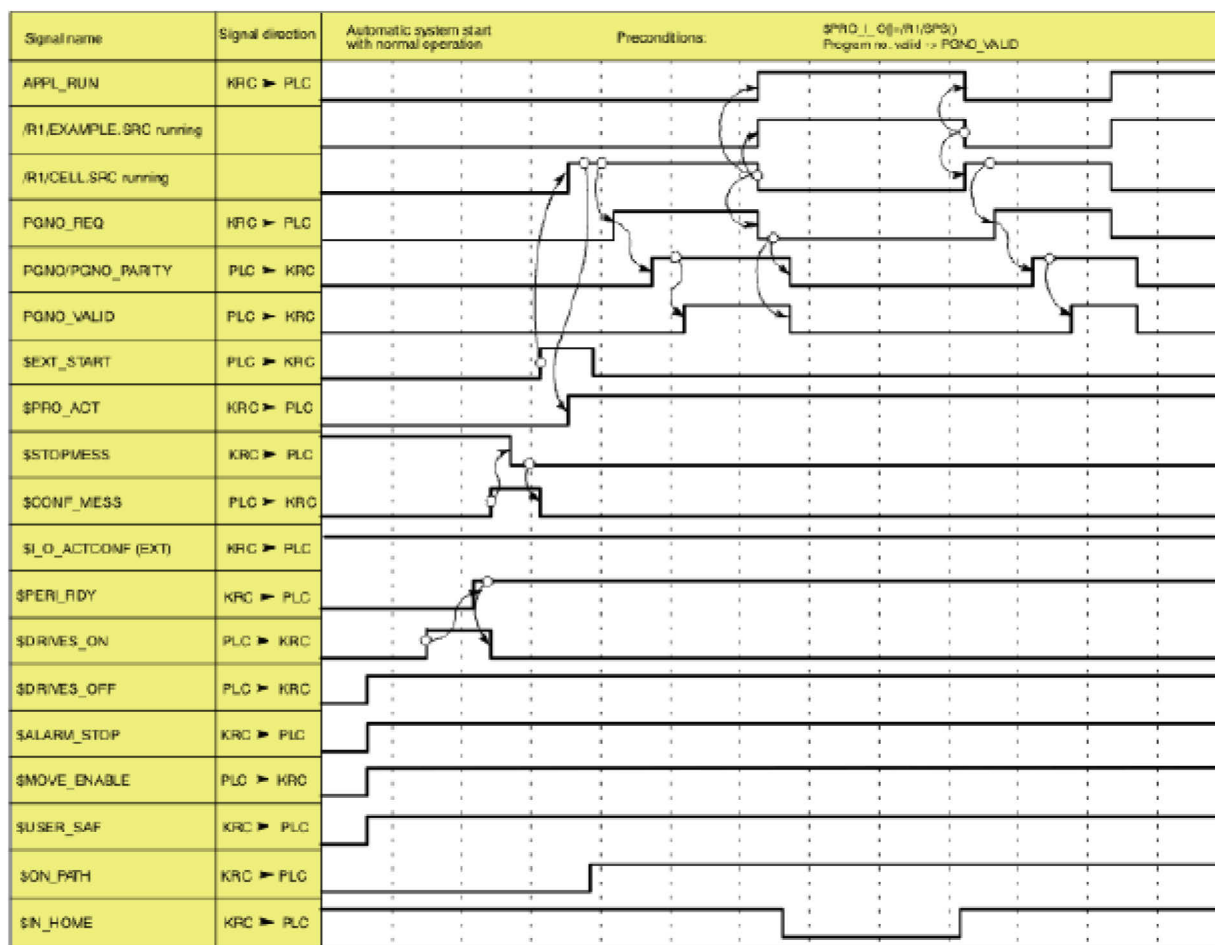 Signal name Signal direction Automatic system start Preconditions: $PRO_I_O[]=/R1/SPS()
with normal operation Program no. valid -> PGNO_VALID
APPL_RUN KRC ► PLC
/R1/EXAMPLE.SRC running
/R1/CELL.SRC running
PGNO_REQ KRC ► PLC
PGNO/PGNO_PARITY PLC ► KRC
PGNO_VALID PLC ► KRC
$EXT_START PLC ► KRC
$PRO_ACT KRC ► PLC
$STOPMESS KRC ► PLC
$CONF_MESS PLC ► KRC
$I_O_ACTCONF (EXT) KRC ► PLC
$PERI_RDY KRC ► PLC
$DRIVES_ON PLC ► KRC
$DRIVES_OFF PLC ► KRC
$ALARM_STOP KRC ► PLC
$MOVE_ENABLE PLC ► KRC
$USER_SAF KRC ► PLC
$ON_PATH KRC ► PLC
$IN_HOME KRC ► PLC